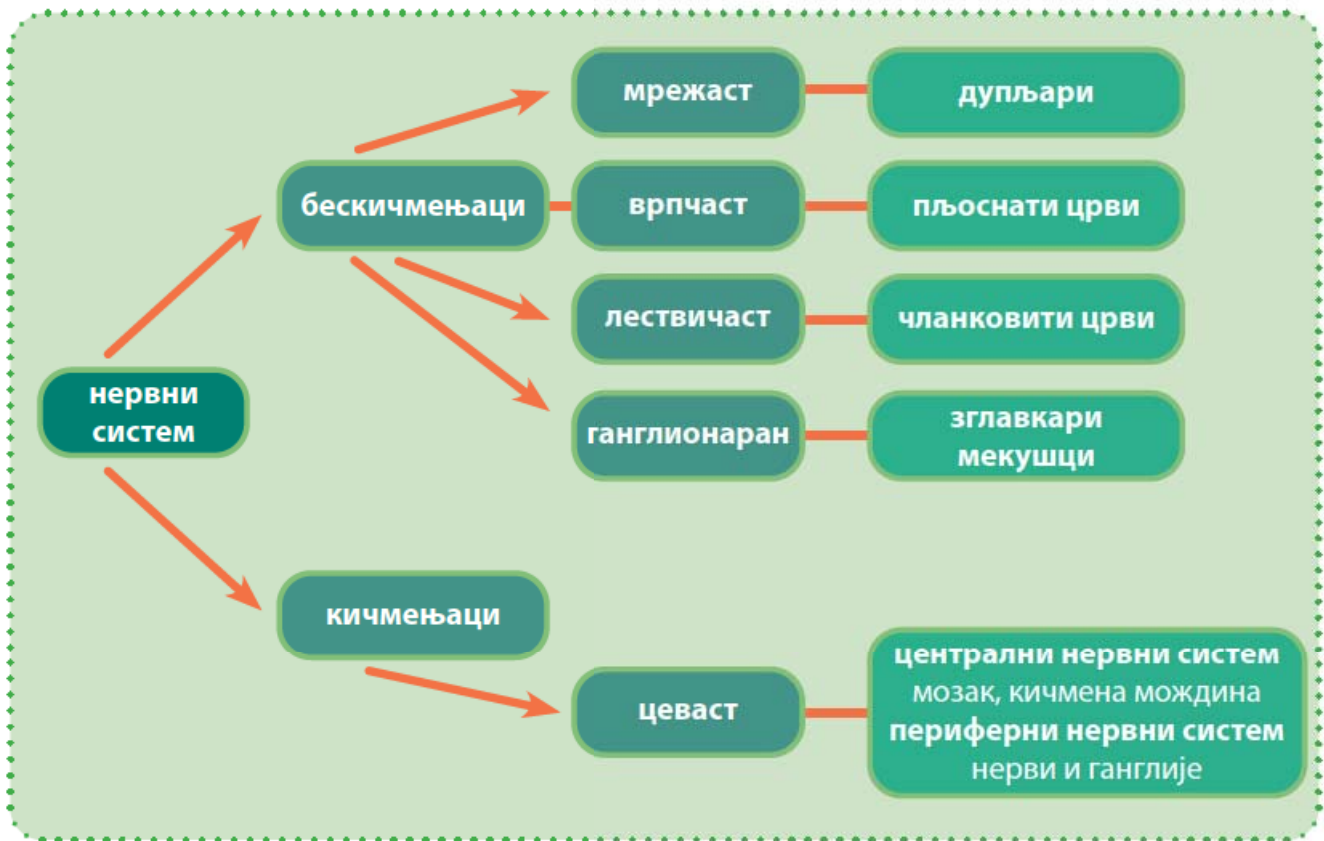 мрежаст
дупљари
бескичмењаци
врпчаст
пљоснати црви
лествичаст
чланковити црви
нервни
систем
ганглионаран
зглавкари
мекушци
кичмењаци
цеваст
централни нервни систем
мозак, кичмена мождина
периферни нервни систем
нерви и ганглије